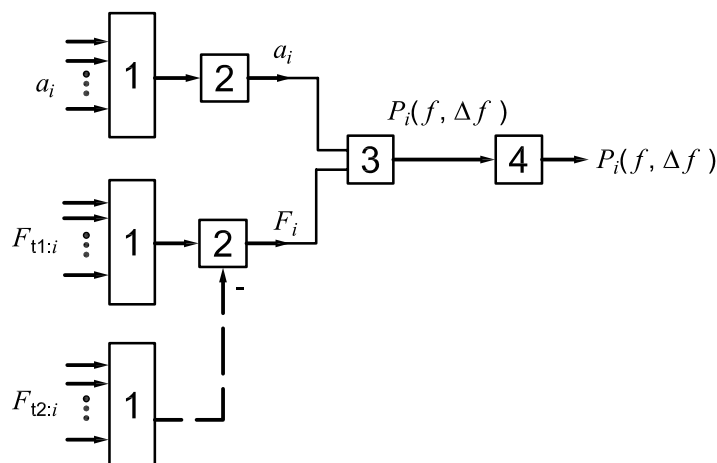 a_i
1
2
a_i
P_i(f, Δf)
3
4
P_i(f, Δf)
F_t1:i
1
2
F_i
-
F_t2:i
1